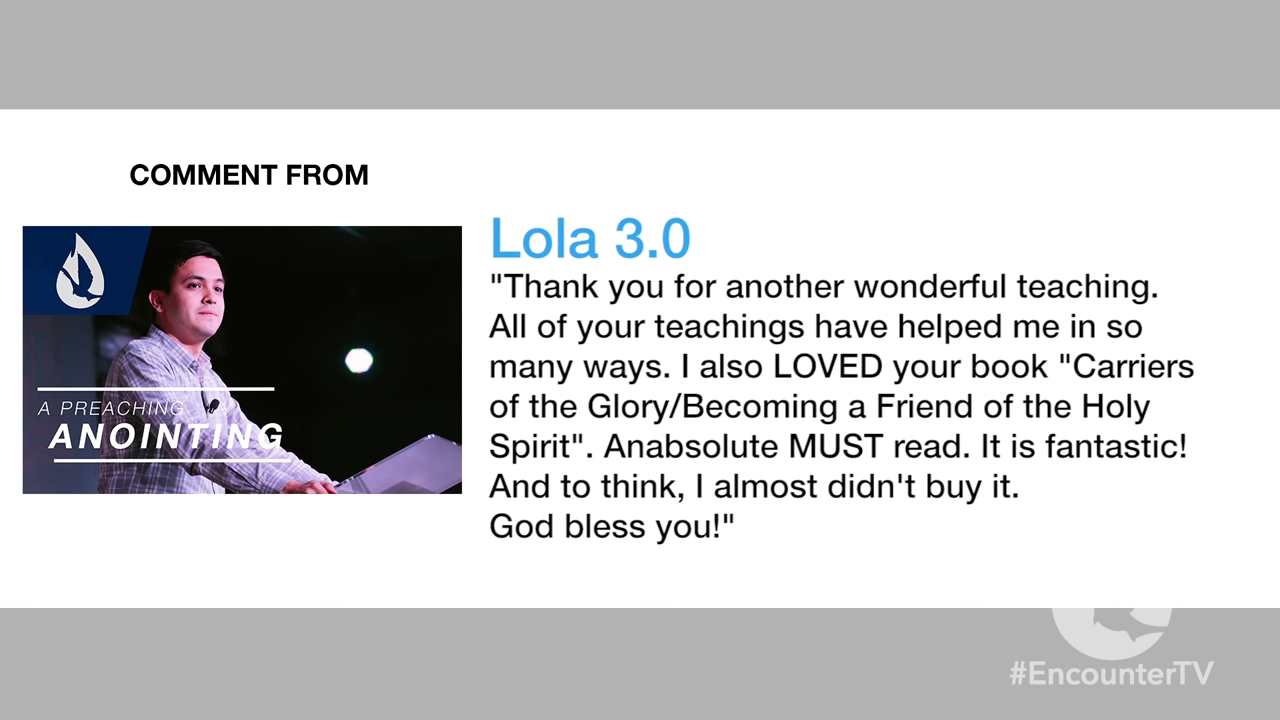 COMMENT FROM
A PREACHING
ANOINTING
Lola 3.0
"Thank you for another wonderful teaching.
All of your teachings have helped me in so
many ways. I also LOVED your book "Carriers
of the Glory/Becoming a Friend of the Holy
Spirit". Anabsolute MUST read. It is fantastic!
And to think, I almost didn't buy it.
God bless you!"
#EncounterTV